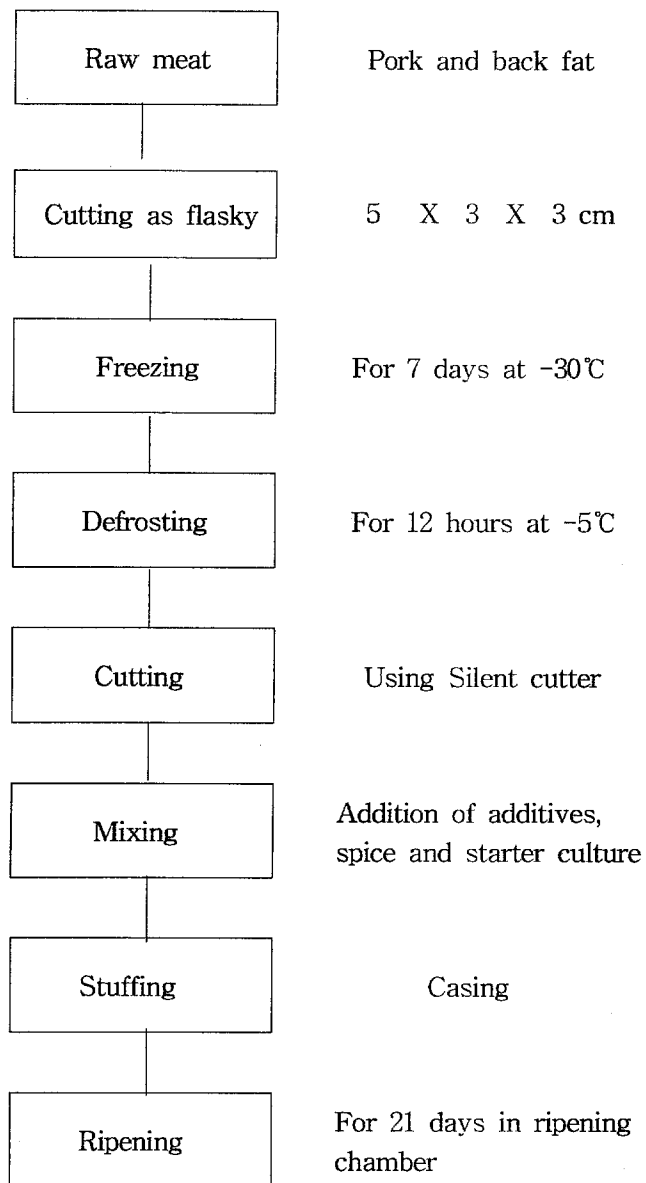 Raw meat Pork and back fat
Cutting as flasky 5 X 3 X 3 cm
Freezing For 7 days at -30℃
Defrosting For 12 hours at -5℃
Cutting Using Silent cutter
Mixing Addition of additives,
spice and starter culture
Stuffing Casing
Ripening For 21 days in ripening
chamber